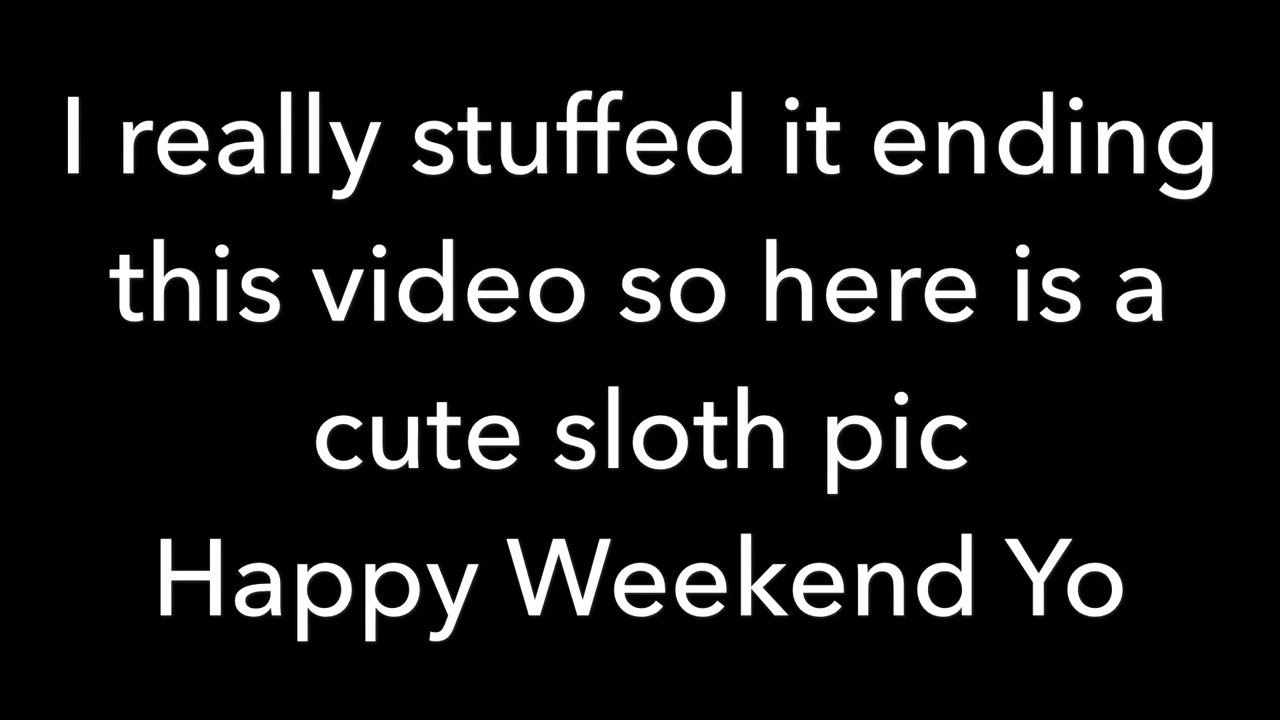 I really stuffed it ending
this video so here is a
cute sloth pic
Happy Weekend Yo